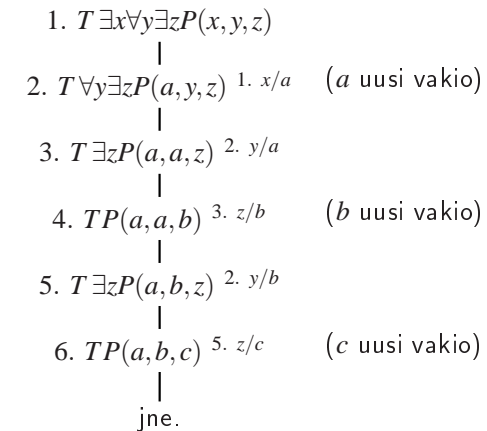 1. T ∃x∀y∃zP(x,y,z)
2. T ∀y∃zP(a,y,z) 1. x/a (a uusi vakio)
3. T ∃zP(a,a,z) 2. y/a
4. TP(a,a,b) 3. z/b (b uusi vakio)
5. T ∃zP(a,b,z) 2. y/b
6. TP(a,b,c) 5. z/c (c uusi vakio)
jne.